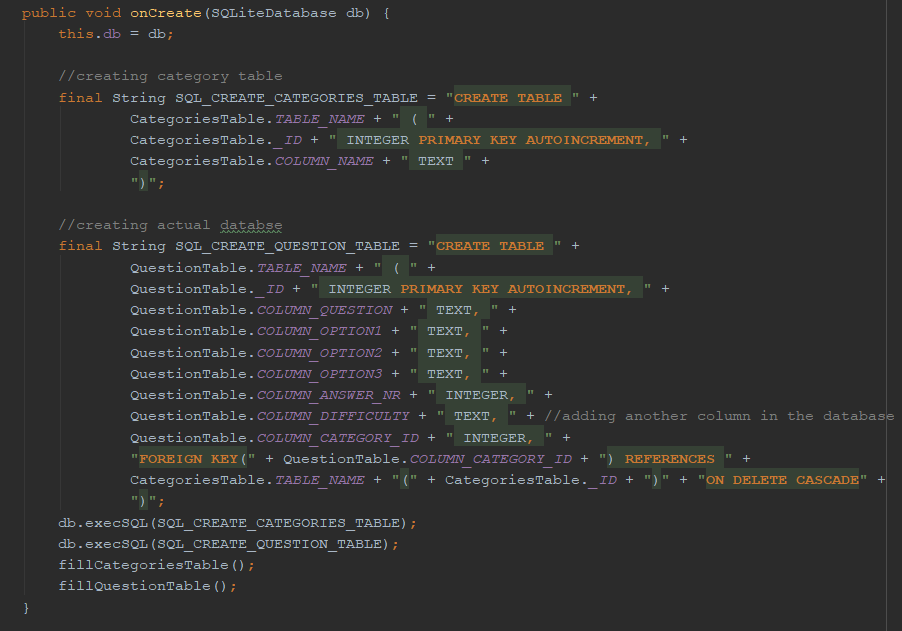 public void onCreate(SQLiteDatabase db) {
this.db = db;
//creating category table
final String SQL_CREATE_CATEGORIES_TABLE = "CREATE TABLE " +
CategoriesTable.TABLE_NAME + " ( " +
CategoriesTable._ID + " INTEGER PRIMARY KEY AUTOINCREMENT, " +
CategoriesTable.COLUMN_NAME + " TEXT " +
")";
//creating actual databse
final String SQL_CREATE_QUESTION_TABLE = "CREATE TABLE " +
QuestionTable.TABLE_NAME + " ( " +
QuestionTable._ID + " INTEGER PRIMARY KEY AUTOINCREMENT, " +
QuestionTable.COLUMN_QUESTION + " TEXT, " +
QuestionTable.COLUMN_OPTION1 + " TEXT, " +
QuestionTable.COLUMN_OPTION2 + " TEXT, " +
QuestionTable.COLUMN_OPTION3 + " TEXT, " +
QuestionTable.COLUMN_ANSWER_NR + " INTEGER, " +
QuestionTable.COLUMN_DIFFICULTY + " TEXT, " + //adding another column in the database
QuestionTable.COLUMN_CATEGORY_ID + " INTEGER, " +
"FOREIGN KEY(" + QuestionTable.COLUMN_CATEGORY_ID + ") REFERENCES " +
CategoriesTable.TABLE_NAME + "(" + CategoriesTable._ID + ")" + "ON DELETE CASCADE" +
")";
db.execSQL(SQL_CREATE_CATEGORIES_TABLE);
db.execSQL(SQL_CREATE_QUESTION_TABLE);
fillCategoriesTable();
fillQuestionTable();
}